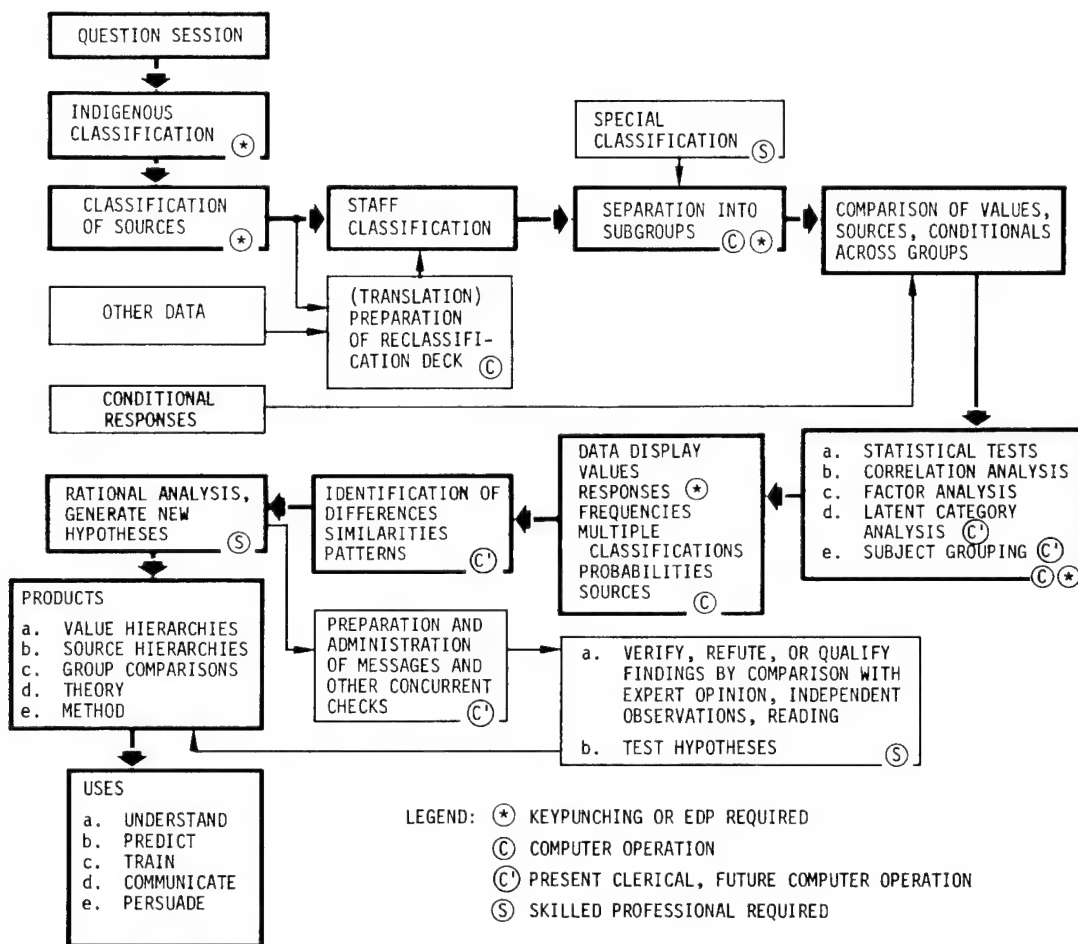 QUESTION SESSION
INDIGENOUS
CLASSIFICATION
(*)
CLASSIFICATION
OF SOURCES
(*)
OTHER DATA
CONDITIONAL
RESPONSES
STAFF
CLASSIFICATION
(TRANSLATION)
PREPARATION
OF RECLASSIFI-
CATION DECK (C)
SPECIAL
CLASSIFICATION
(S)
SEPARATION INTO
SUBGROUPS
(C) (*)
COMPARISON OF VALUES,
SOURCES, CONDITIONALS
ACROSS GROUPS
a. STATISTICAL TESTS
b. CORRELATION ANALYSIS
c. FACTOR ANALYSIS
d. LATENT CATEGORY
ANALYSIS (C')
e. SUBJECT GROUPING (C')
(C) (*)
DATA DISPLAY
VALUES
RESPONSES (*)
FREQUENCIES
MULTIPLE
CLASSIFICATIONS
PROBABILITIES
SOURCES
(C)
IDENTIFICATION OF
DIFFERENCES
SIMILARITIES
PATTERNS
(C')
RATIONAL ANALYSIS,
GENERATE NEW
HYPOTHESES
(S)
PREPARATION AND
ADMINISTRATION
OF MESSAGES AND
OTHER CONCURRENT
CHECKS
(C')
a. VERIFY, REFUTE, OR QUALIFY
FINDINGS BY COMPARISON WITH
EXPERT OPINION, INDEPENDENT
OBSERVATIONS, READING
b. TEST HYPOTHESES
(S)
PRODUCTS
a. VALUE HIERARCHIES
b. SOURCE HIERARCHIES
c. GROUP COMPARISONS
d. THEORY
e. METHOD
USES
a. UNDERSTAND
b. PREDICT
c. TRAIN
d. COMMUNICATE
e. PERSUADE
LEGEND: (*) KEYPUNCHING OR EDP REQUIRED
(C) COMPUTER OPERATION
(C') PRESENT CLERICAL, FUTURE COMPUTER OPERATION
(S) SKILLED PROFESSIONAL REQUIRED